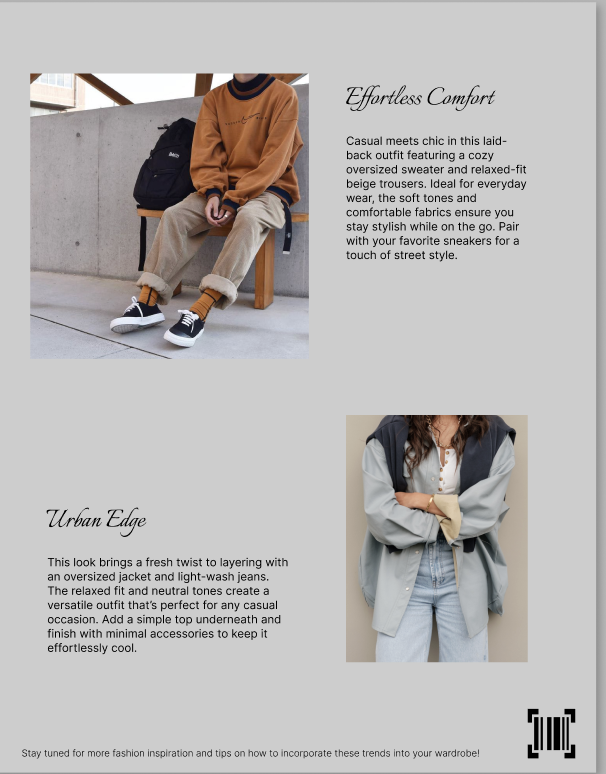 Effortless Comfort
Casual meets chic in this laid-
back outfit featuring a cozy
oversized sweater and relaxed-fit
beige trousers. Ideal for everyday
wear, the soft tones and
comfortable fabrics ensure you
stay stylish while on the go. Pair
with your favorite sneakers for a
touch of street style.
Urban Edge
This look brings a fresh twist to layering with
an oversized jacket and light-wash jeans.
The relaxed fit and neutral tones create a
versatile outfit that's perfect for any casual
occasion. Add a simple top underneath and
finish with minimal accessories to keep it
effortlessly cool.
Stay tuned for more fashion inspiration and tips on how to incorporate these trends into your wardrobe!